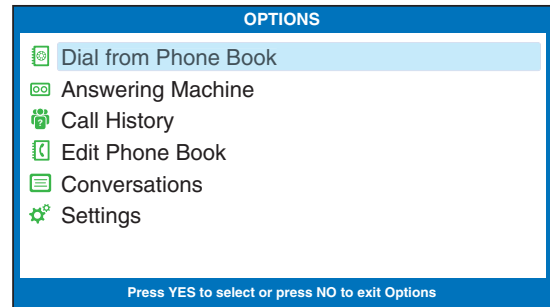 OPTIONS
Dial from Phone Book
Answering Machine
Call History
Edit Phone Book
Conversations
Settings
Press YES to select or press NO to exit Options